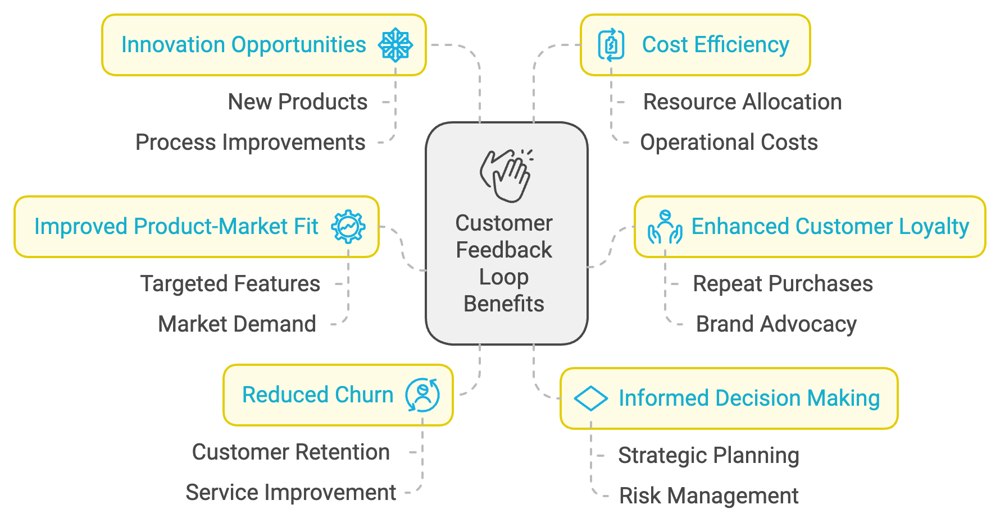 Innovation Opportunities
New Products
Process Improvements
Improved Product-Market Fit
Targeted Features
Market Demand
Reduced Churn
Customer Retention
Service Improvement
Customer
Feedback
Loop
Benefits
Cost Efficiency
Resource Allocation
Operational Costs
Enhanced Customer Loyalty
Repeat Purchases
Brand Advocacy
Informed Decision Making
Strategic Planning
Risk Management